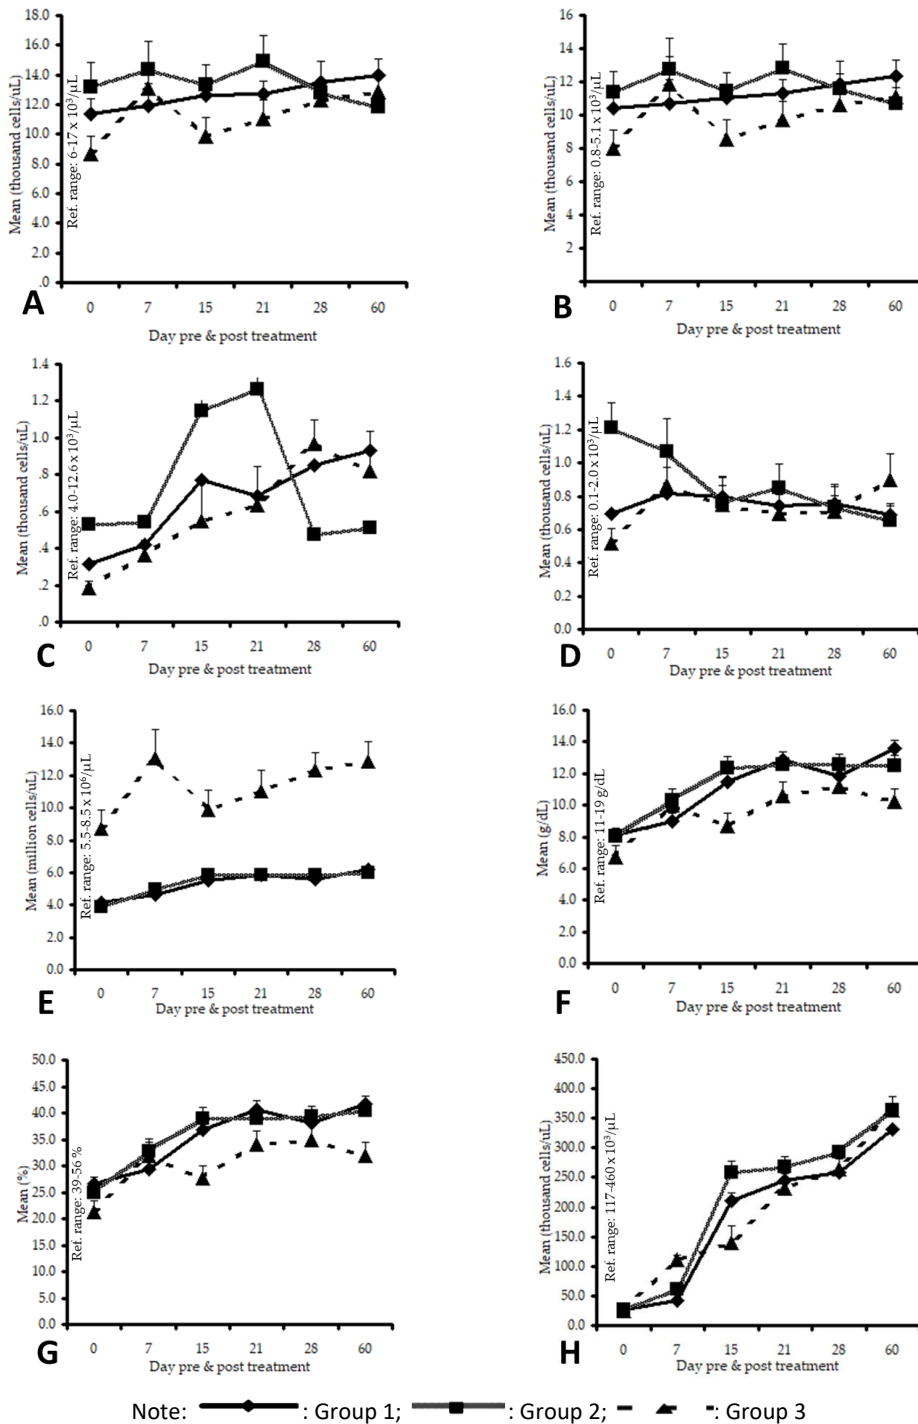 18.0
16.0
14.0
12.0
10.0
8.0
6.0
4.0
2.0
.0
Mean (thousand cells/uL)
Ref. range: 6-17 x 10³/µL
0 7 15 21 28 60
A
Day pre & post treatment
16
14
12
10
8
6
4
2
Mean (thousand cells/uL)
Ref. range: 0.8-5.1 x 10³/µL
0 7 15 21 28 60
B
Day pre & post treatment
1.4
1.2
1.0
.8
.6
.4
.2
.0
Mean (thousand cells/uL)
Ref. range: 4.0-12.6 x 10³/µL
0 7 15 21 28 60
C
Day pre & post treatment
1.6
1.4
1.2
1.0
0.8
0.6
0.4
0.2
0.0
Mean (thousand cells/uL)
Ref. range: 0.1-2.0 x 10³/µL
0 7 15 21 28 60
D
Day pre & post treatment
16.0
14.0
12.0
10.0
8.0
6.0
4.0
2.0
0.0
Mean (million cells/uL)
Ref. range: 5.5-8.5 x 10⁶/µL
0 7 15 21 28 60
E
Day pre & post treatment
16.0
14.0
12.0
10.0
8.0
6.0
4.0
2.0
0.0
Mean (g/dL)
Ref. range: 11-19 g/dL
0 7 15 21 28 60
F
Day pre & post treatment
50.0
45.0
40.0
35.0
30.0
25.0
20.0
15.0
10.0
5.0
0.0
Mean (%)
Ref. range: 39-56 %
0 7 15 21 28 60
G
Day pre & post treatment
450.0
400.0
350.0
300.0
250.0
200.0
150.0
100.0
50.0
0.0
Mean (thousand cells/uL)
Ref. range: 117-460 x 10³/µL
0 7 15 21 28 60
H
Day pre & post treatment
Note: : Group 1; : Group 2; : Group 3